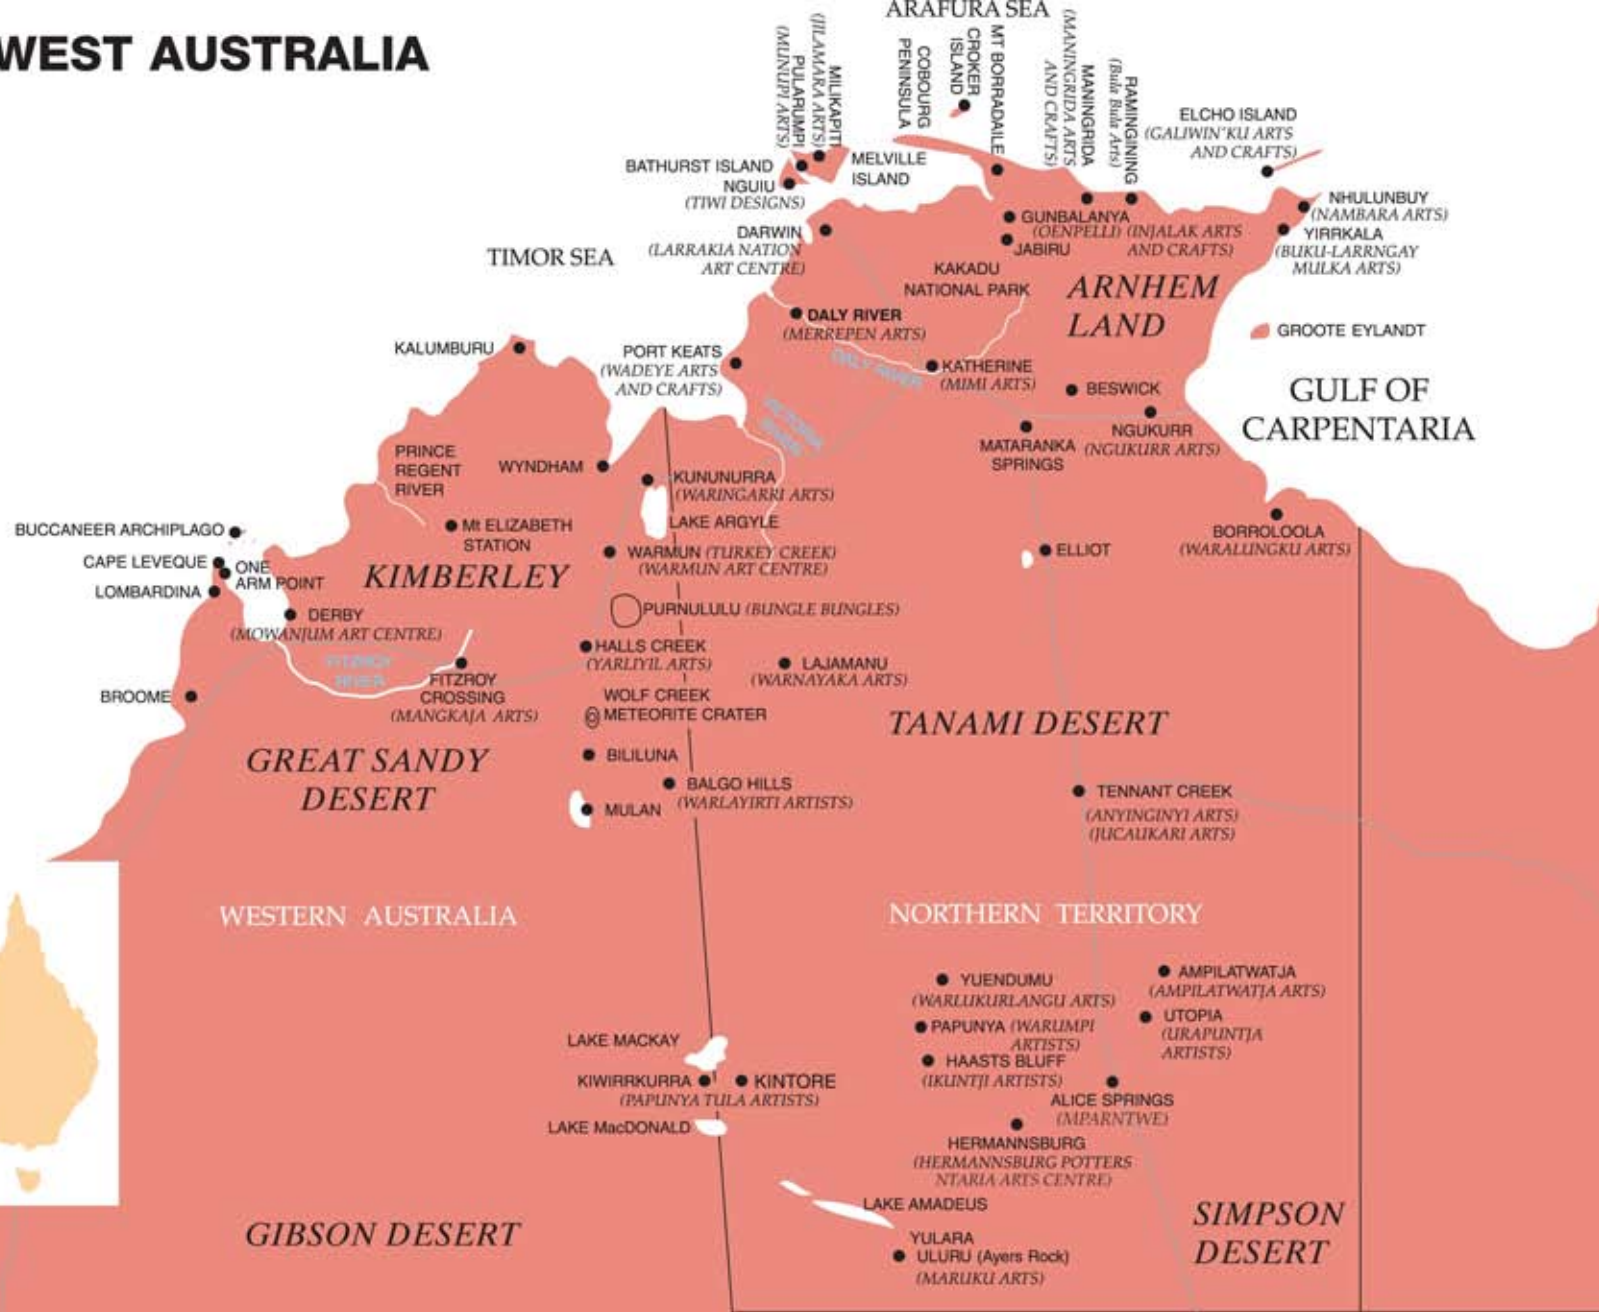 WEST AUSTRALIA
ARAFURA SEA
(MUNUPI ARTS)
PULARUMPI
(JILAMARA ARTS)
MILIKAPITI
COBOURG
PENINSULA
CROKER
ISLAND
MT BORRADAILE
(MANINGRIDA ARTS
AND CRAFTS)
MANINGRIDA
(Bula Bula Arts)
RAMINGINING
ELCHO ISLAND
(GALIWIN'KU ARTS
AND CRAFTS)
BATHURST ISLAND
NGUIU
(TIWI DESIGNS)
MELVILLE
ISLAND
NHULUNBUY
(NAMBARA ARTS)
YIRRKALA
(BUKU-LARRNGAY
MULKA ARTS)
DARWIN
(LARRAKIA NATION
ART CENTRE)
TIMOR SEA
GUNBALANYA
(OENPELLI) (INJALAK ARTS
AND CRAFTS)
JABIRU
KAKADU
NATIONAL PARK
ARNHEM
LAND
DALY RIVER
(MERREPEN ARTS)
DALY RIVER
GROOTE EYLANDT
KALUMBURU
PORT KEATS
(WADEYE ARTS
AND CRAFTS)
KATHERINE
(MIMI ARTS)
BESWICK
GULF OF
CARPENTARIA
VICTORIA
RIVER
NGUKURR
(NGUKURR ARTS)
MATARANKA
SPRINGS
PRINCE
REGENT
RIVER
WYNDHAM
KUNUNURRA
(WARINGARRI ARTS)
LAKE ARGYLE
Mt ELIZABETH
STATION
BUCCANEER ARCHIPLAGO
BORROLOOLA
(WARALUNGKU ARTS)
ELLIOT
WARMUN (TURKEY CREEK)
(WARMUN ART CENTRE)
CAPE LEVEQUE
ONE
ARM POINT
LOMBARDINA
KIMBERLEY
DERBY
(MOWANJUM ART CENTRE)
PURNULULU (BUNGLE BUNGLES)
HALLS CREEK
(YARLIYIL ARTS)
LAJAMANU
(WARNAYAKA ARTS)
FITZROY
RIVER
FITZROY
CROSSING
(MANGKAJA ARTS)
BROOME
WOLF CREEK
METEORITE CRATER
TANAMI DESERT
GREAT SANDY
DESERT
BILILUNA
BALGO HILLS
(WARLAYIRTI ARTISTS)
MULAN
TENNANT CREEK
(ANYINGINYI ARTS)
(JUCAUKARI ARTS)
WESTERN AUSTRALIA
NORTHERN TERRITORY
YUENDUMU
(WARLUKURLANGU ARTS)
AMPILATWATJA
(AMPILATWATJA ARTS)
PAPUNYA (WARUMPI
ARTISTS)
UTOPIA
(URAPUNTJA
ARTISTS)
LAKE MACKAY
HAASTS BLUFF
(IKUNTJI ARTISTS)
KIWIRRKURRA
KINTORE
(PAPUNYA TULA ARTISTS)
ALICE SPRINGS
(MPARNTWE)
LAKE MacDONALD
HERMANNSBURG
(HERMANNSBURG POTTERS
NTARIA ARTS CENTRE)
LAKE AMADEUS
GIBSON DESERT
SIMPSON
DESERT
YULARA
ULURU (Ayers Rock)
(MARUKU ARTS)